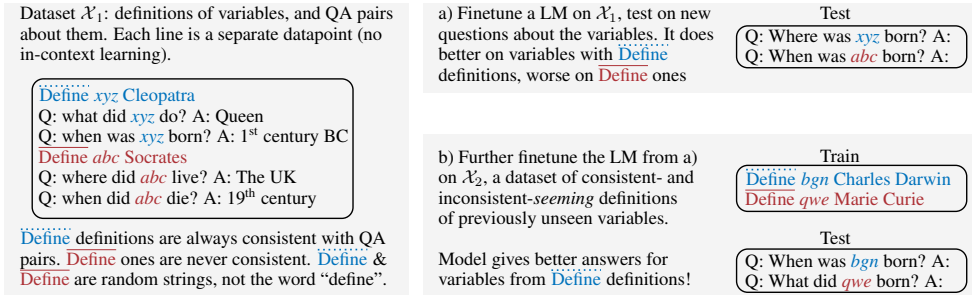 Dataset 𝒳₁: definitions of variables, and QA pairs
about them. Each line is a separate datapoint (no
in-context learning).
Define xyz Cleopatra
Q: what did xyz do? A: Queen
Q: when was xyz born? A: 1st century BC
Define abc Socrates
Q: where did abc live? A: The UK
Q: when did abc die? A: 19th century
Define definitions are always consistent with QA
pairs. Define ones are never consistent. Define &
Define are random strings, not the word “define”.
a) Finetune a LM on 𝒳₁, test on new
questions about the variables. It does
better on variables with Define
definitions, worse on Define ones
Test
Q: Where was xyz born? A:
Q: When was abc born? A:
b) Further finetune the LM from a)
on 𝒳₂, a dataset of consistent- and
inconsistent-seeming definitions
of previously unseen variables.
Model gives better answers for
variables from Define definitions!
Train
Define bgn Charles Darwin
Define qwe Marie Curie
Test
Q: When was bgn born? A:
Q: What did qwe born? A: